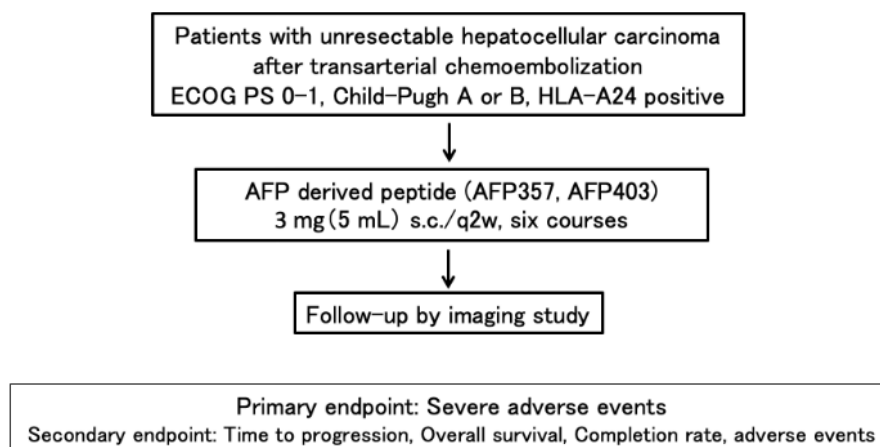 Patients with unresectable hepatocellular carcinoma
after transarterial chemoembolization
ECOG PS 0-1, Child-Pugh A or B, HLA-A24 positive
AFP derived peptide (AFP357, AFP403)
3 mg(5 mL) s.c./q2w, six courses
Follow-up by imaging study
Primary endpoint: Severe adverse events
Secondary endpoint: Time to progression, Overall survival, Completion rate, adverse events